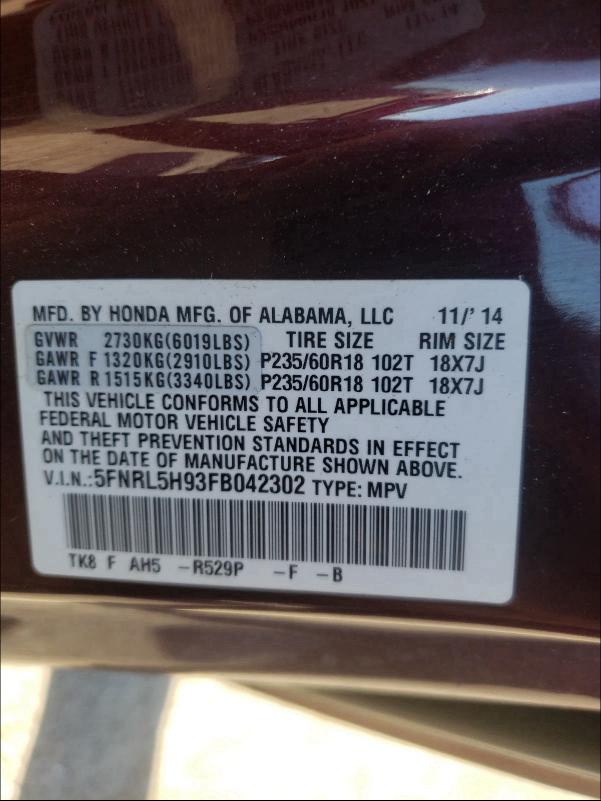 MFD. BY HONDA MFG. OF ALABAMA, LLC 11/' 14
GVWR 2730KG(6019LBS) TIRE SIZE RIM SIZE
GAWR F 1320KG(2910LBS) P235/60R18 102T 18X7J
GAWR R 1515KG(3340LBS) P235/60R18 102T 18X7J
THIS VEHICLE CONFORMS TO ALL APPLICABLE
FEDERAL MOTOR VEHICLE SAFETY
AND THEFT PREVENTION STANDARDS IN EFFECT
ON THE DATE OF MANUFACTURE SHOWN ABOVE.
V.I.N.:5FNRL5H93FB042302 TYPE: MPV
TK8 F AH5 -R529P -F -B